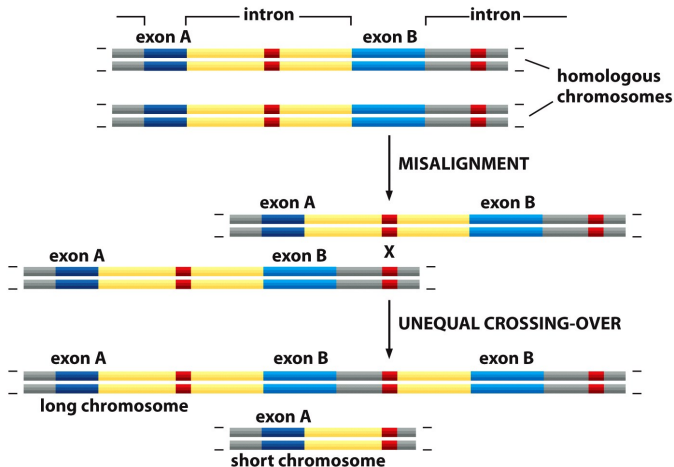 intron intron
exon A exon B
homologous
chromosomes
MISALIGNMENT
exon A exon B
exon A exon B X
UNEQUAL CROSSING-OVER
exon A exon B exon B
long chromosome
exon A
short chromosome